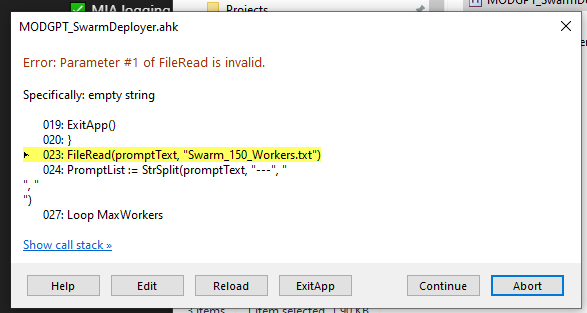 MIA logging
Projects
MODGPT_SwarmDe
MODGPT_SwarmDeployer.ahk
Error: Parameter #1 of FileRead is invalid.
Specifically: empty string
019: ExitApp()
020: }
023: FileRead(promptText, "Swarm_150_Workers.txt")
024: PromptList := StrSplit(promptText, "---", "
", "
")
027: Loop MaxWorkers
Show call stack »
Help Edit Reload ExitApp Continue Abort
3 items 1 item selected 1.90 KB